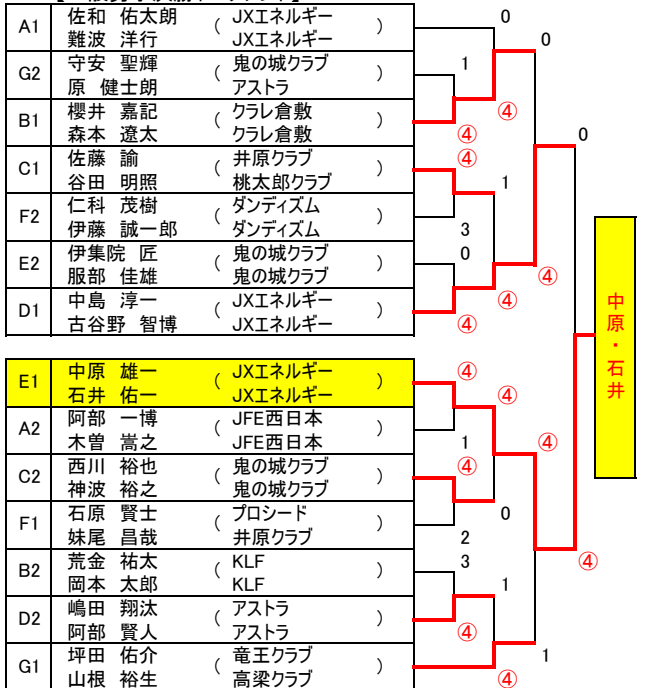 A1 佐和 佑太朗 ( JXエネルギー )
難波 洋行 JXエネルギー
G2 守安 聖輝 ( 鬼の城クラブ )
原 健士朗 アストラ
B1 櫻井 嘉記 ( クラレ倉敷 )
森本 遼太 クラレ倉敷
C1 佐藤 諭 ( 井原クラブ )
谷田 明照 桃太郎クラブ
F2 仁科 茂樹 ( ダンディズム )
伊藤 誠一郎 ダンディズム
E2 伊集院 匠 ( 鬼の城クラブ )
服部 佳雄 鬼の城クラブ
D1 中島 淳一 ( JXエネルギー )
古谷野 智博 JXエネルギー
E1 中原 雄一 ( JXエネルギー )
石井 佑一 JXエネルギー
A2 阿部 一博 ( JFE西日本 )
木曽 嵩之 JFE西日本
C2 西川 裕也 ( 鬼の城クラブ )
神波 裕之 鬼の城クラブ
F1 石原 賢士 ( プロシード )
妹尾 昌哉 井原クラブ
B2 荒金 祐太 ( KLF )
岡本 太郎 KLF
D2 嶋田 翔汰 ( アストラ )
阿部 賢人 アストラ
G1 坪田 佑介 ( 竜王クラブ )
山根 裕生 高梁クラブ
0
0
1
④
④
0
④
1
3
0
④
④
④
④
④
1
④
④
0
2
3
④
1
④
1
④
中原・石井